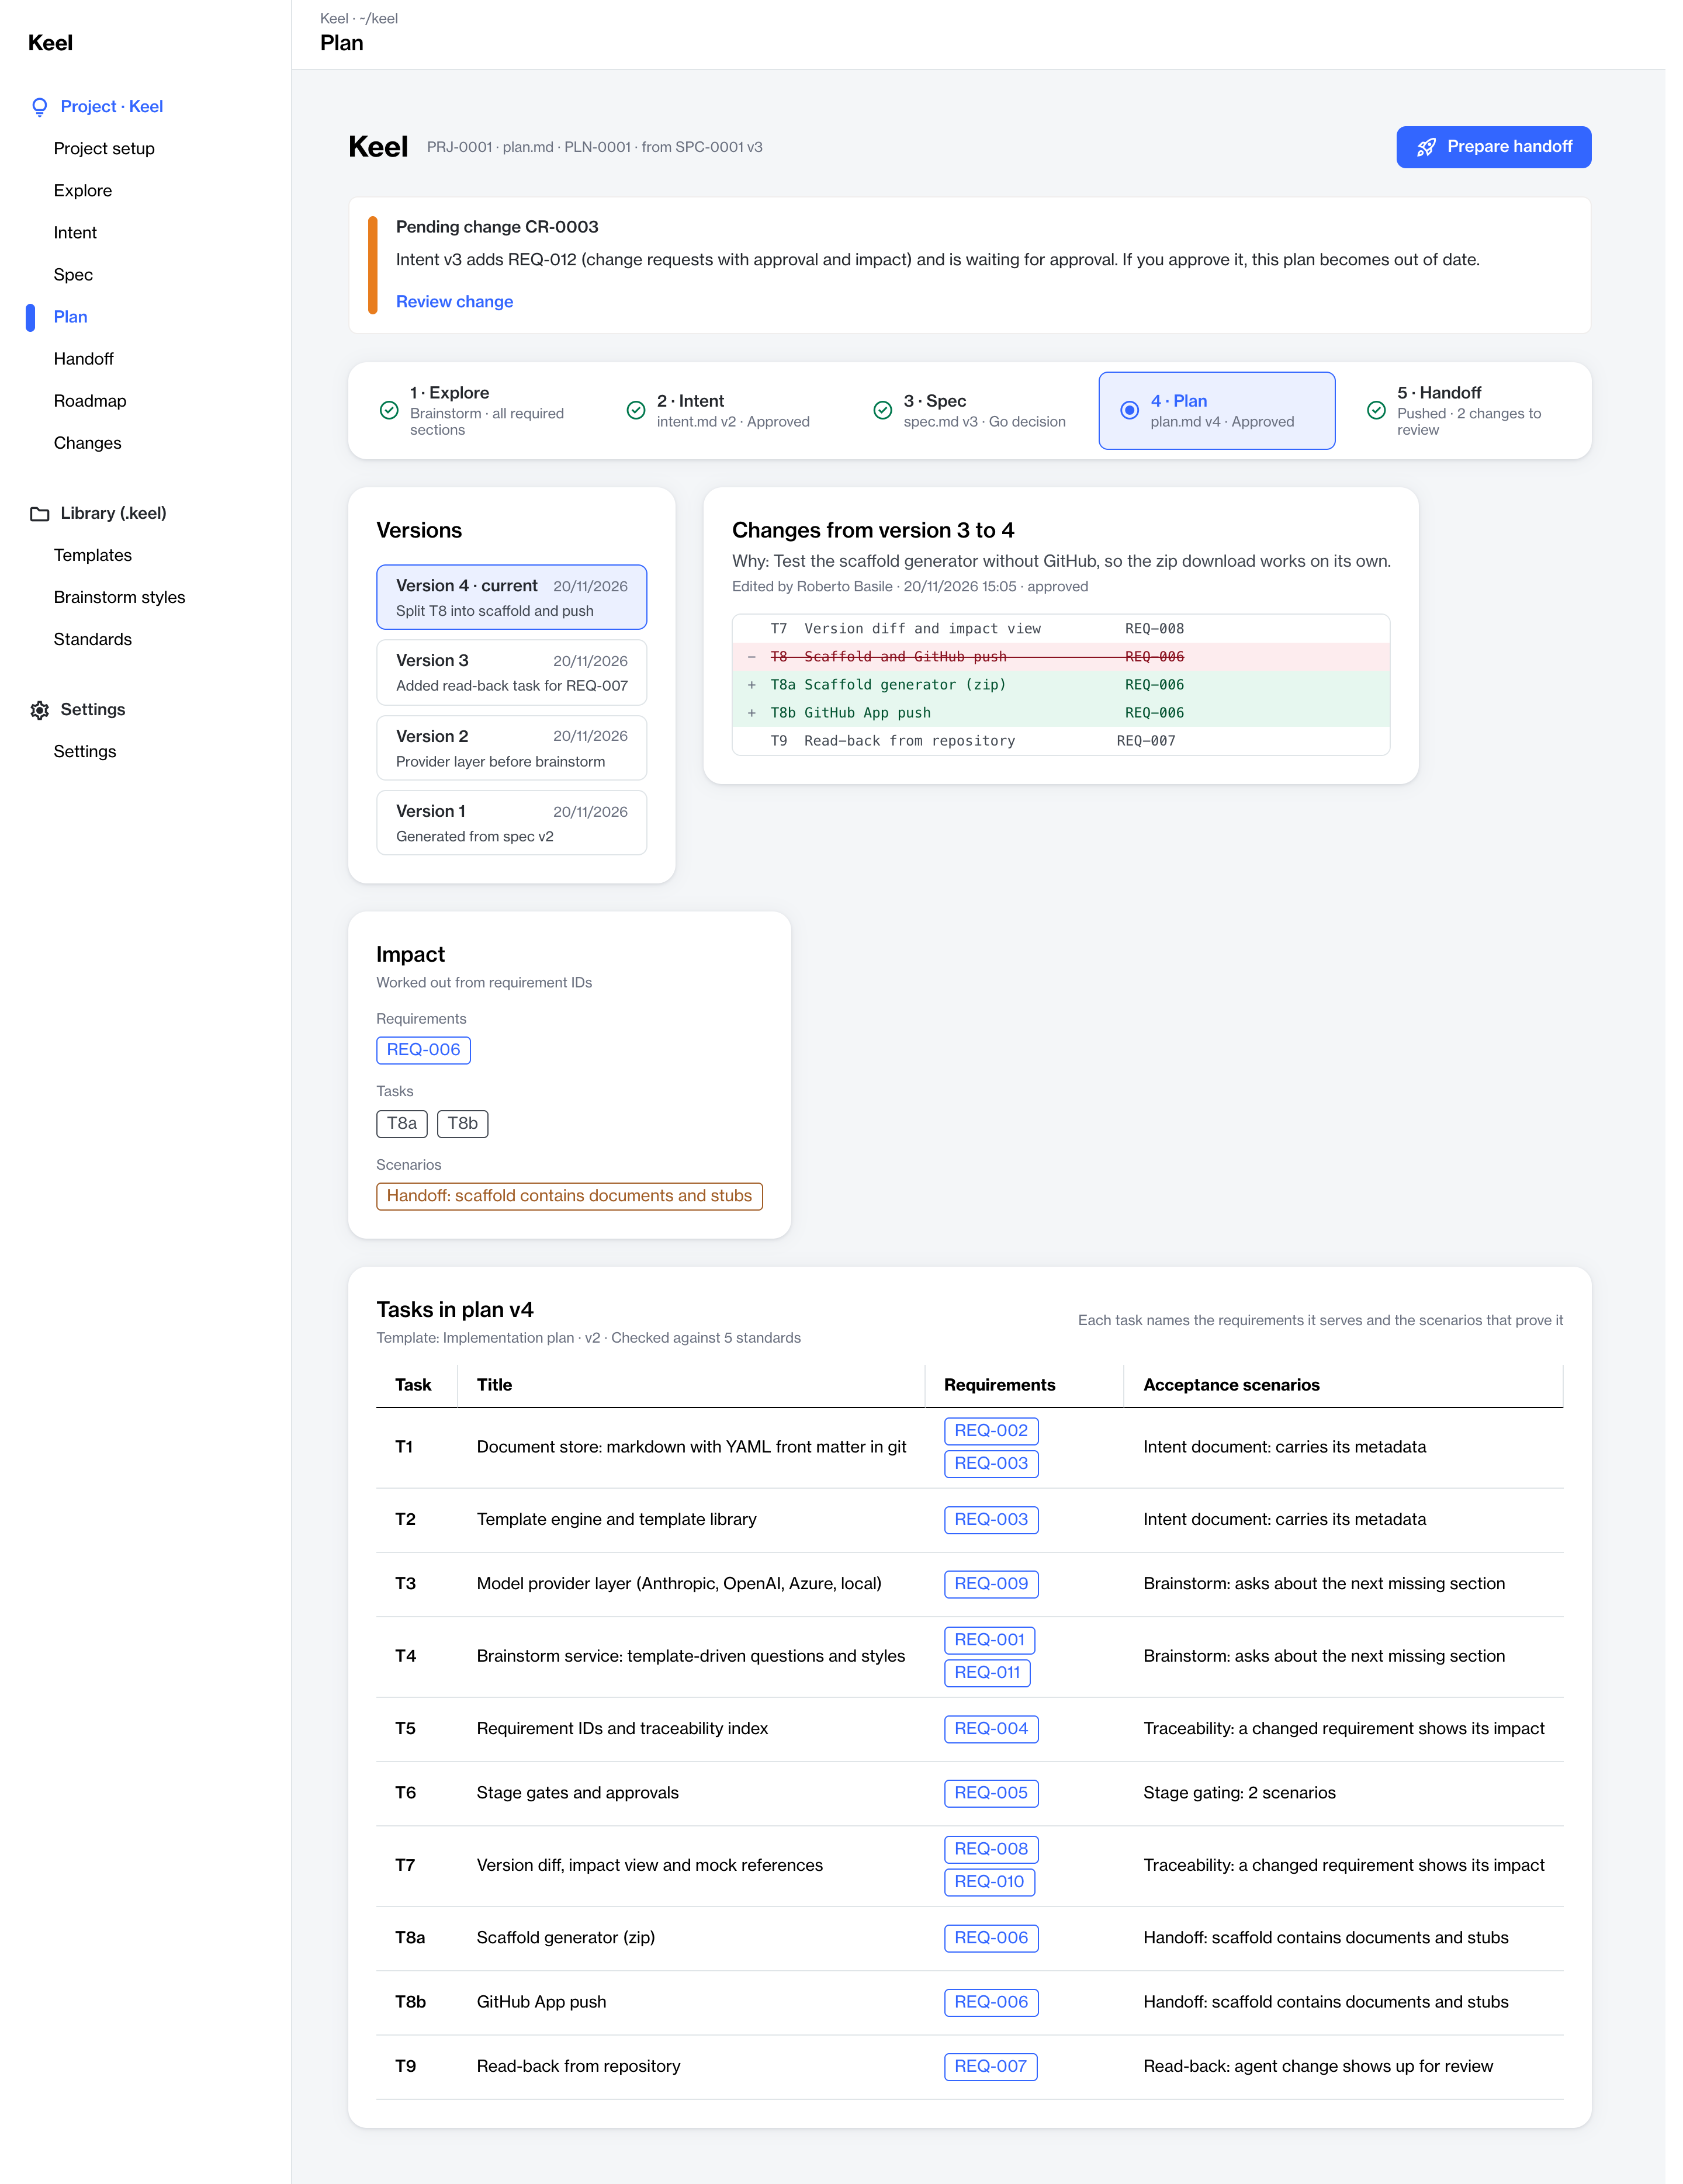 Keel
Project · Keel
Project setup
Explore
Intent
Spec
Plan
Handoff
Roadmap
Changes
Library (.keel)
Templates
Brainstorm styles
Standards
Settings
Settings
Keel · ~/keel
Plan
Keel PRJ-0001 · plan.md · PLN-0001 · from SPC-0001 v3
Prepare handoff
Pending change CR-0003
Intent v3 adds REQ-012 (change requests with approval and impact) and is waiting for approval. If you approve it, this plan becomes out of date.
Review change
1 · Explore
Brainstorm · all required
sections
2 · Intent
intent.md v2 · Approved
3 · Spec
spec.md v3 · Go decision
4 · Plan
plan.md v4 · Approved
5 · Handoff
Pushed · 2 changes to
review
Versions
Version 4 · current 20/11/2026
Split T8 into scaffold and push
Version 3 20/11/2026
Added read-back task for REQ-007
Version 2 20/11/2026
Provider layer before brainstorm
Version 1 20/11/2026
Generated from spec v2
Changes from version 3 to 4
Why: Test the scaffold generator without GitHub, so the zip download works on its own.
Edited by Roberto Basile · 20/11/2026 15:05 · approved
T7 Version diff and impact view REQ-008
- T8 Scaffold and GitHub push REQ-006
+ T8a Scaffold generator (zip) REQ-006
+ T8b GitHub App push REQ-006
T9 Read-back from repository REQ-007
Impact
Worked out from requirement IDs
Requirements
REQ-006
Tasks
T8a T8b
Scenarios
Handoff: scaffold contains documents and stubs
Tasks in plan v4
Template: Implementation plan · v2 · Checked against 5 standards
Each task names the requirements it serves and the scenarios that prove it
Task Title Requirements Acceptance scenarios
T1 Document store: markdown with YAML front matter in git REQ-002 REQ-003 Intent document: carries its metadata
T2 Template engine and template library REQ-003 Intent document: carries its metadata
T3 Model provider layer (Anthropic, OpenAI, Azure, local) REQ-009 Brainstorm: asks about the next missing section
T4 Brainstorm service: template-driven questions and styles REQ-001 REQ-011 Brainstorm: asks about the next missing section
T5 Requirement IDs and traceability index REQ-004 Traceability: a changed requirement shows its impact
T6 Stage gates and approvals REQ-005 Stage gating: 2 scenarios
T7 Version diff, impact view and mock references REQ-008 REQ-010 Traceability: a changed requirement shows its impact
T8a Scaffold generator (zip) REQ-006 Handoff: scaffold contains documents and stubs
T8b GitHub App push REQ-006 Handoff: scaffold contains documents and stubs
T9 Read-back from repository REQ-007 Read-back: agent change shows up for review